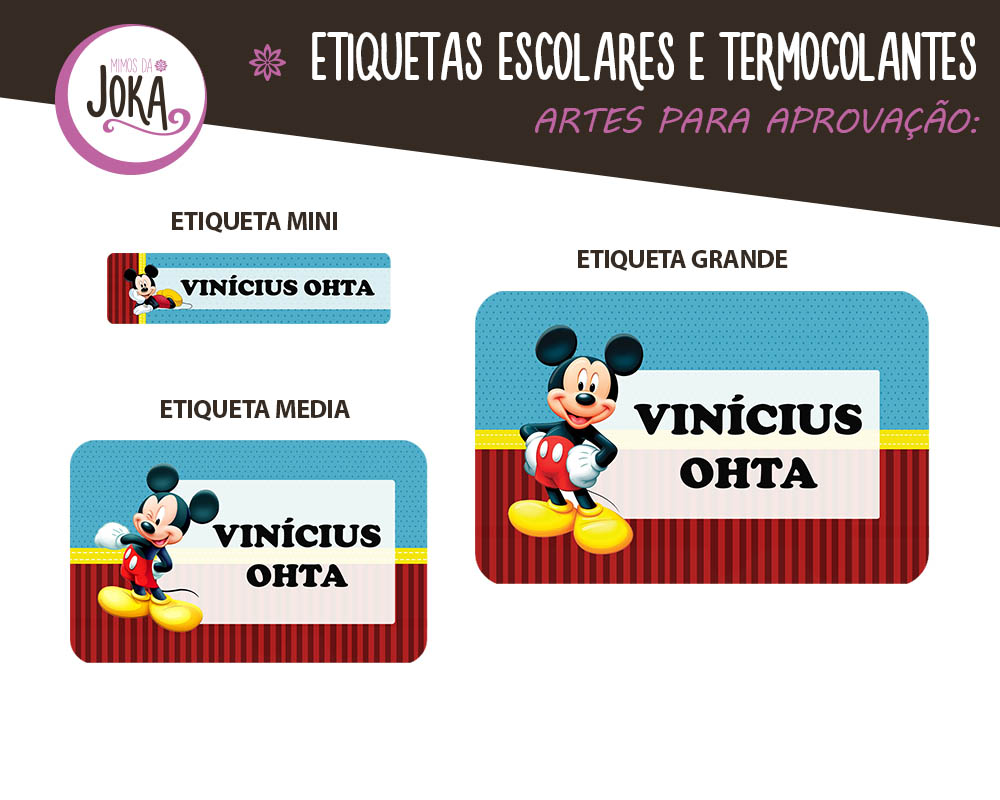 MIMOS DA
JOKA
ETIQUETAS ESCOLARES E TERMOCOLANTES
ARTES PARA APROVAÇÃO:
ETIQUETA MINI
VINÍCIUS OHTA
ETIQUETA MEDIA
VINÍCIUS
OHTA
ETIQUETA GRANDE
VINÍCIUS
OHTA